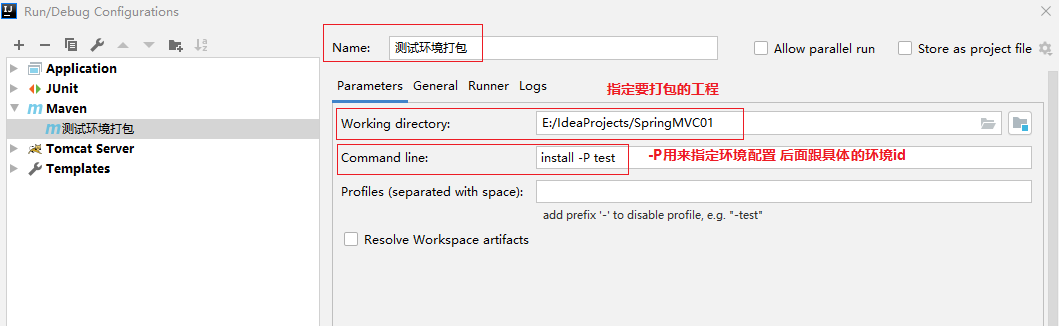 Run/Debug Configurations
Name: 测试环境打包
Allow parallel run
Store as project file
Application
JUnit
Maven
测试环境打包
Tomcat Server
Templates
Parameters General Runner Logs
指定要打包的工程
Working directory: E:/IdeaProjects/SpringMVC01
Command line: install -P test
-P用来指定环境配置 后面跟具体的环境id
Profiles (separated with space):
add prefix '-' to disable profile, e.g. "-test"
Resolve Workspace artifacts